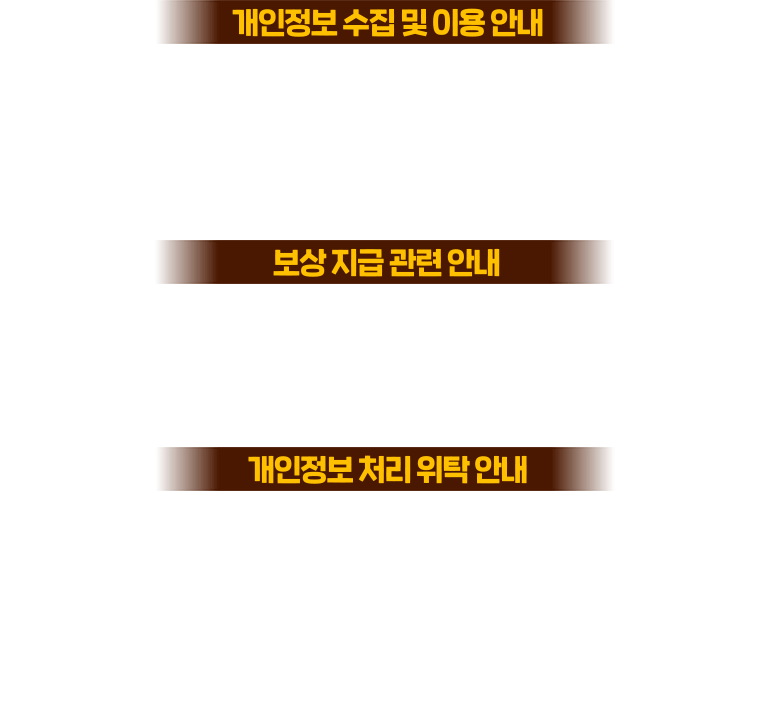 개인정보 수집 및 이용 안내
보상 지급 관련 안내
개인정보 처리 위탁 안내